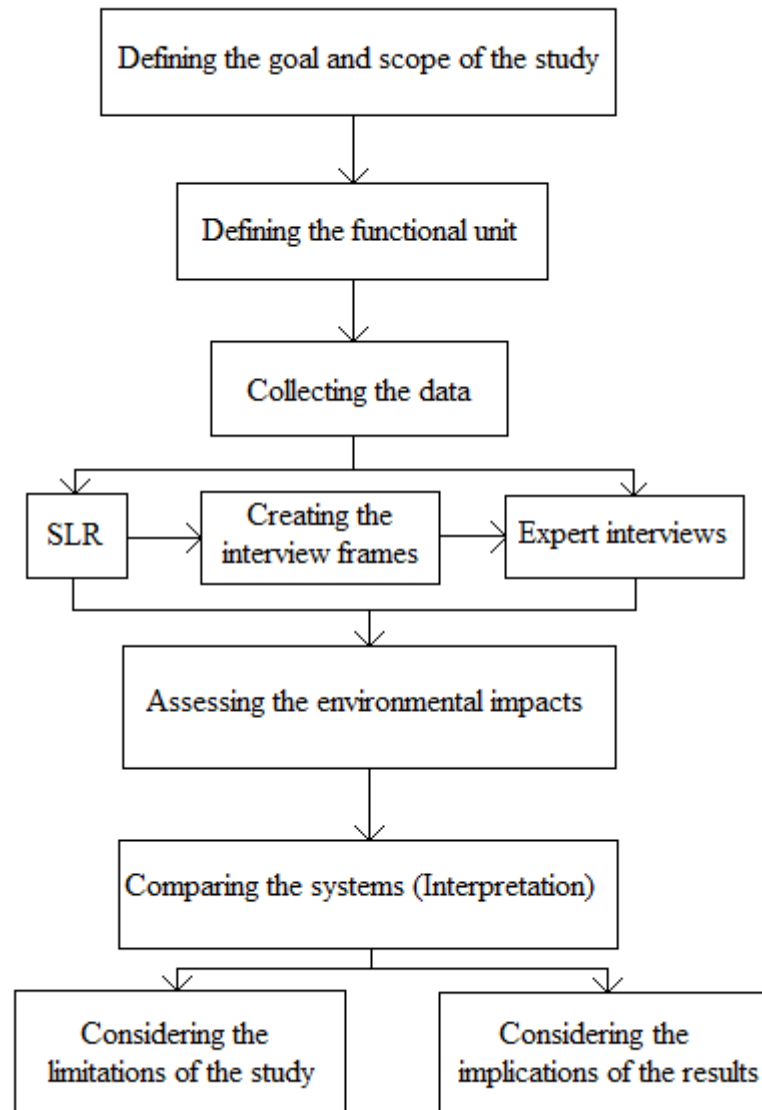 Defining the goal and scope of the study
Defining the functional unit
Collecting the data
SLR
Creating the
interview frames
Expert interviews
Assessing the environmental impacts
Comparing the systems (Interpretation)
Considering the
limitations of the study
Considering the
implications of the results